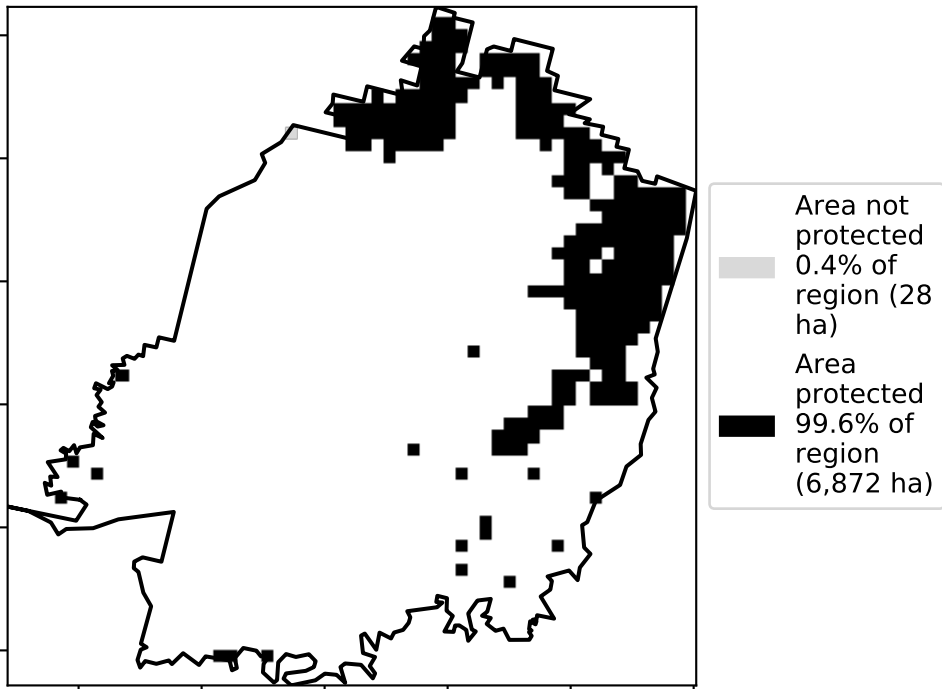 Area not
protected
0.4% of
region (28
ha)
Area
protected
99.6% of
region
(6,872 ha)